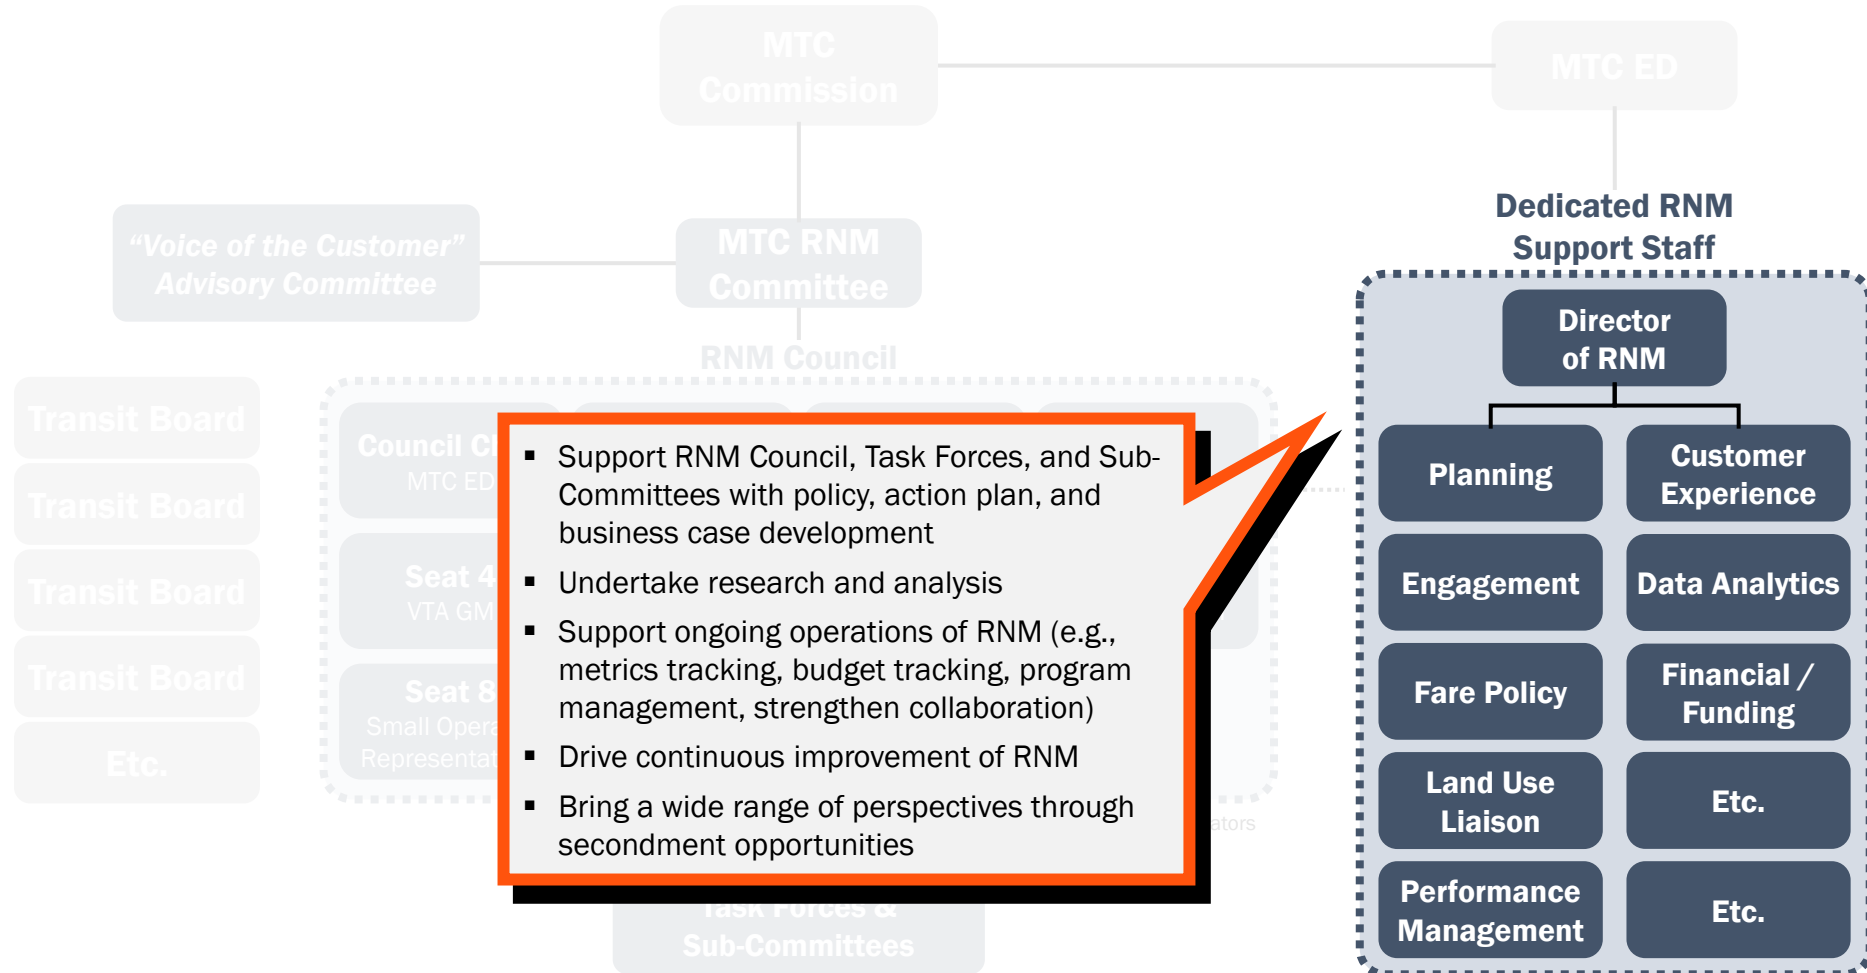 MTC
Commission
MTC ED
"Voice of the Customer"
Advisory Committee
MTC RNM
Committee
RNM Council
Transit Board
Transit Board
Transit Board
Transit Board
Etc.
Council
MTC ED
Seat 4
VTA GM
Seat 8
Small
▪ Support RNM Council, Task Forces, and Sub-
Committees with policy, action plan, and
business case development
▪ Undertake research and analysis
▪ Support ongoing operations of RNM (e.g.,
metrics tracking, budget tracking, program
management, strengthen collaboration)
▪ Drive continuous improvement of RNM
▪ Bring a wide range of perspectives through
secondment opportunities
Task Forces &
Sub-Committees
Dedicated RNM
Support Staff
Director
of RNM
Planning
Customer
Experience
Engagement
Data Analytics
Fare Policy
Financial /
Funding
Land Use
Liaison
Etc.
Performance
Management
Etc.